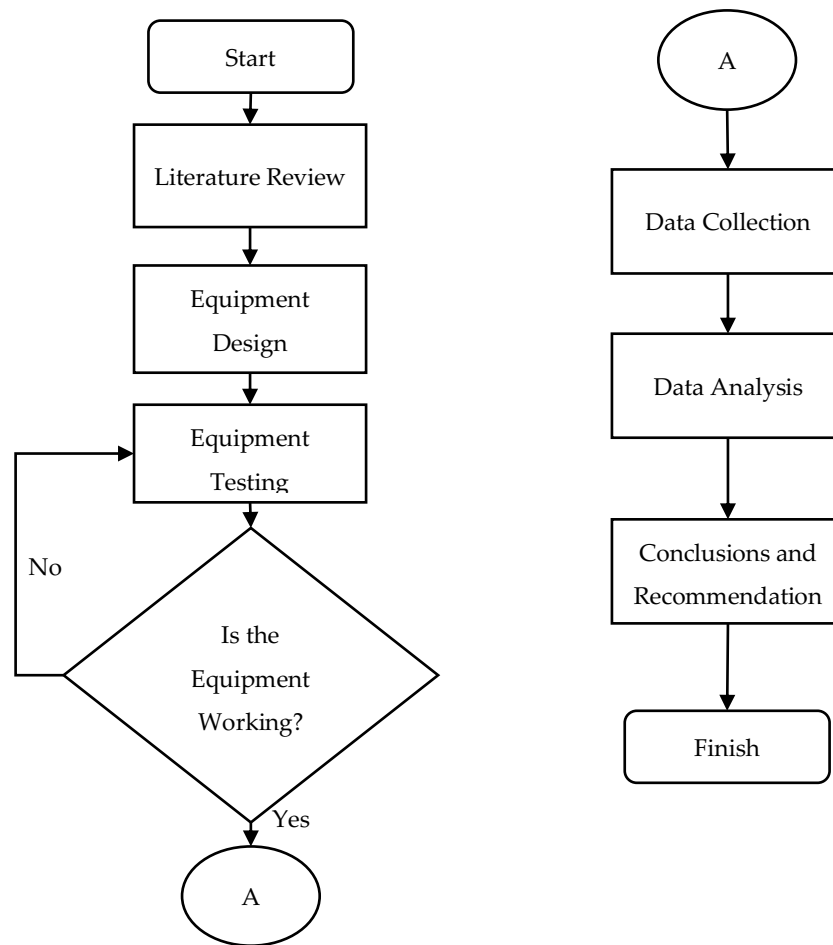 Start
Literature Review
Equipment
Design
Equipment
Testing
No
Is the
Equipment
Working?
Yes
A
A
Data Collection
Data Analysis
Conclusions and
Recommendation
Finish